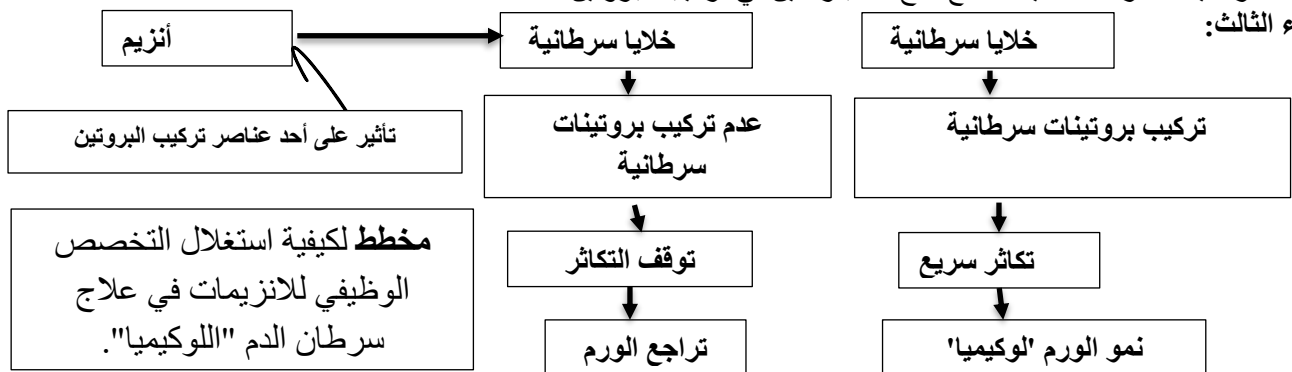 ء الثالث:
خلايا سرطانية
تركيب بروتينات سرطانية
تكاثر سريع
نمو الورم 'لوكيميا'
خلايا سرطانية
عدم تركيب بروتينات
سرطانية
توقف التكاثر
تراجع الورم
أنزيم
تأثير على أحد عناصر تركيب البروتين
مخطط لكيفية استغلال التخصص
الوظيفي للانزيمات في علاج
سرطان الدم "اللوكيميا".